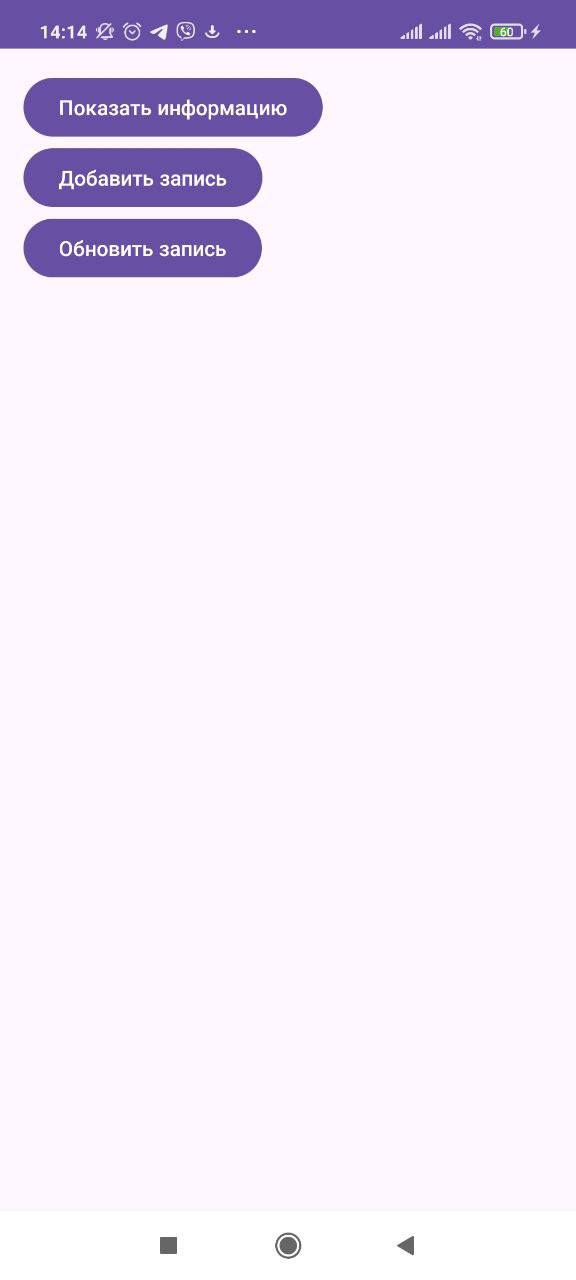 14:14
60
Показать информацию
Добавить запись
Обновить запись